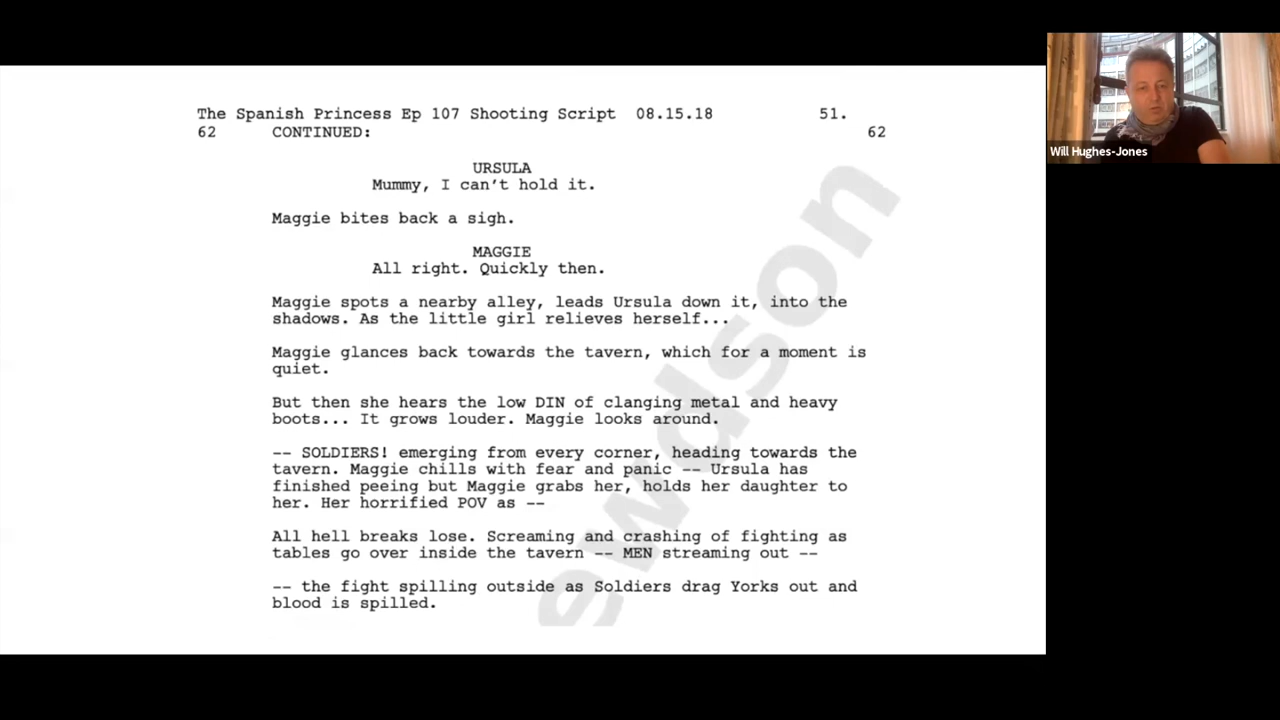 The Spanish Princess Ep 107 Shooting Script 08.15.18 51.
62 CONTINUED: 62
URSULA
Mummy, I can't hold it.
Maggie bites back a sigh.
MAGGIE
All right. Quickly then.
Maggie spots a nearby alley, leads Ursula down it, into the
shadows. As the little girl relieves herself...
Maggie glances back towards the tavern, which for a moment is
quiet.
But then she hears the low DIN of clanging metal and heavy
boots... It grows louder. Maggie looks around.
-- SOLDIERS! emerging from every corner, heading towards the
tavern. Maggie chills with fear and panic -- Ursula has
finished peeing but Maggie grabs her, holds her daughter to
her. Her horrified POV as --
All hell breaks lose. Screaming and crashing of fighting as
tables go over inside the tavern -- MEN streaming out --
-- the fight spilling outside as Soldiers drag Yorks out and
blood is spilled.
swdson
Will Hughes-Jones